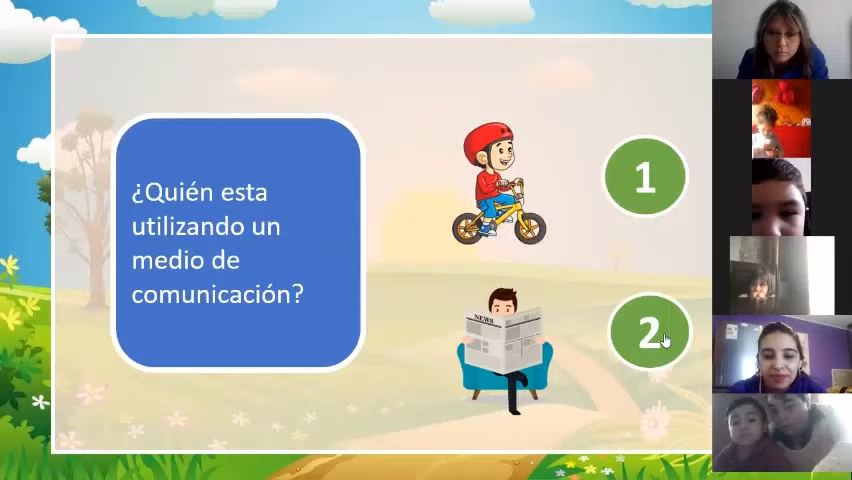 ¿Quién esta
utilizando un
medio de
comunicación?
1
NEWS
2